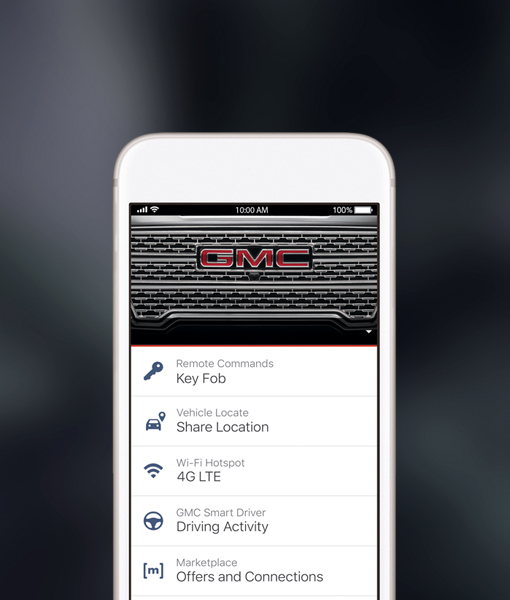 10:00 AM
100%
GMC
Remote Commands
Key Fob
Vehicle Locate
Share Location
Wi-Fi Hotspot
4G LTE
GMC Smart Driver
Driving Activity
[m]
Marketplace
Offers and Connections